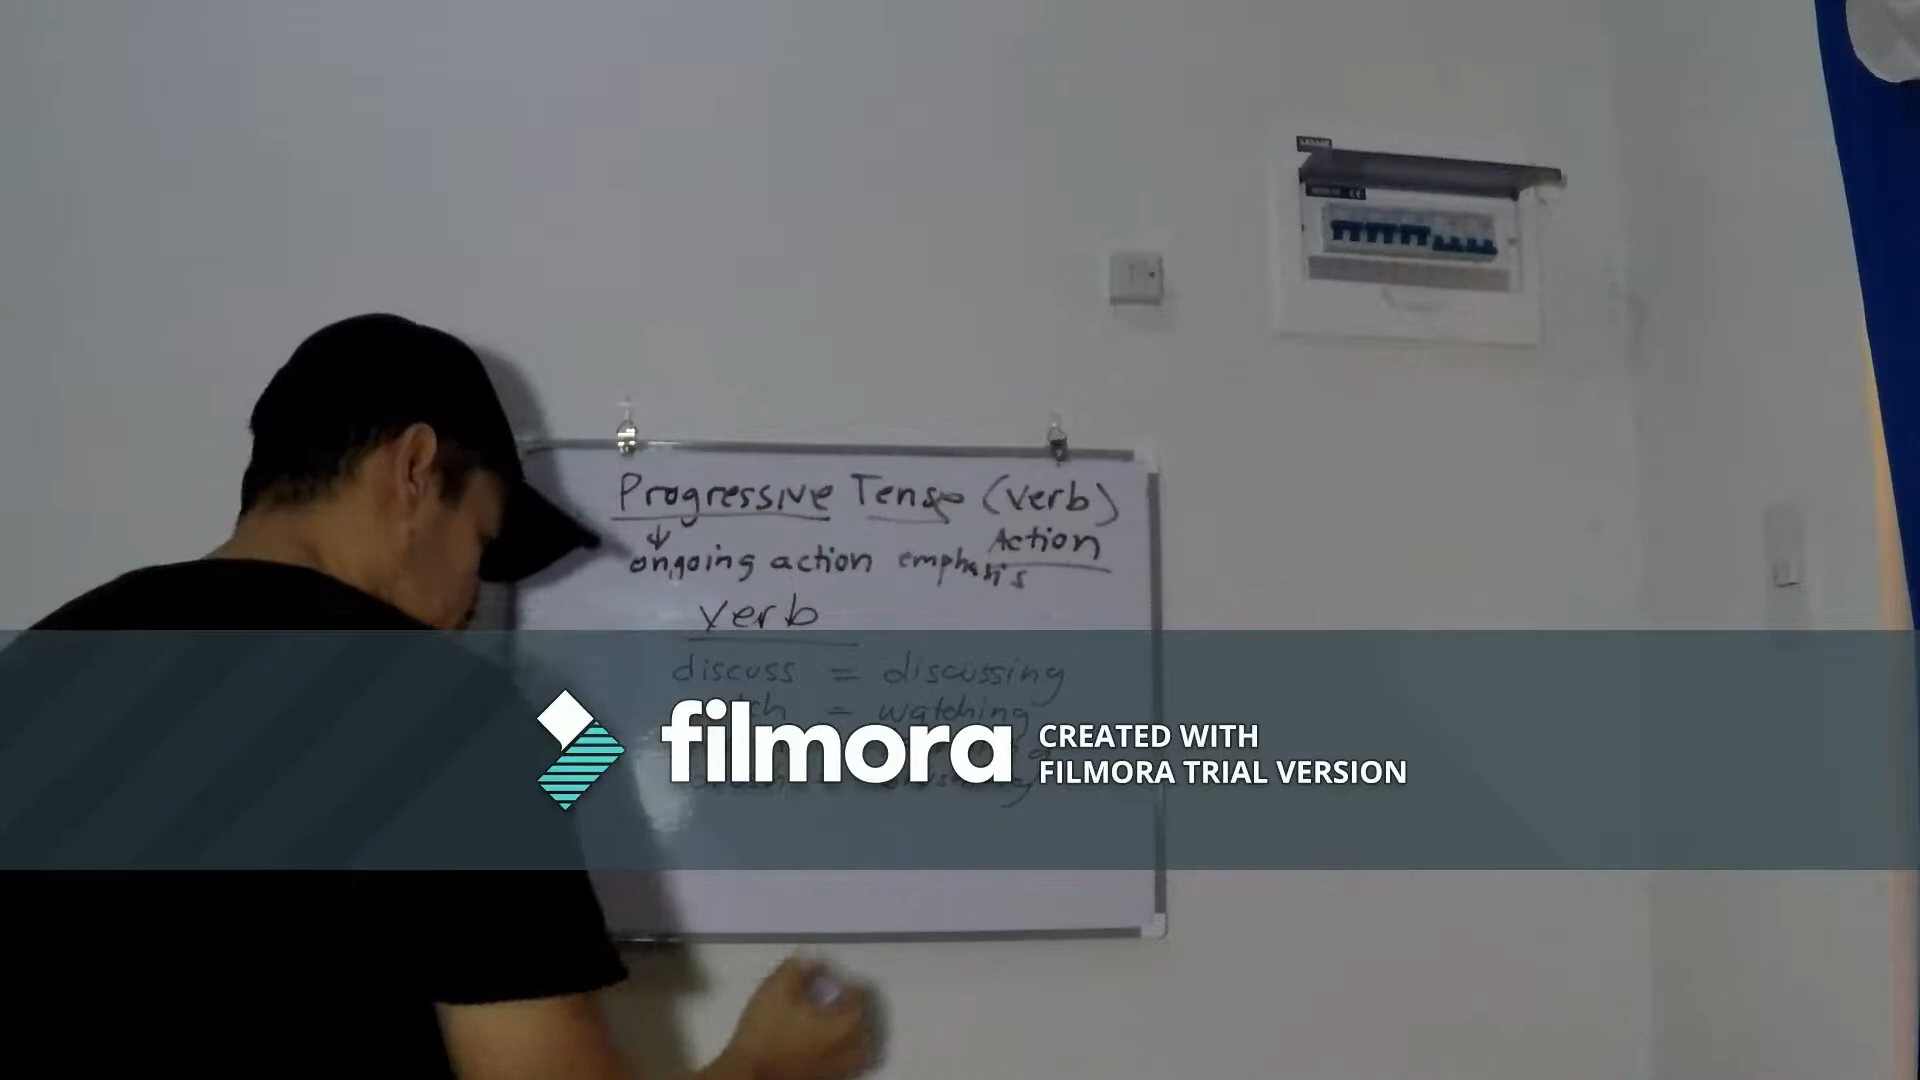 Progressive Tense (verb)
Action
ongoing action emphasis
verb
discuss = discussing
= watching
filmora
CREATED WITH
FILMORA TRIAL VERSION